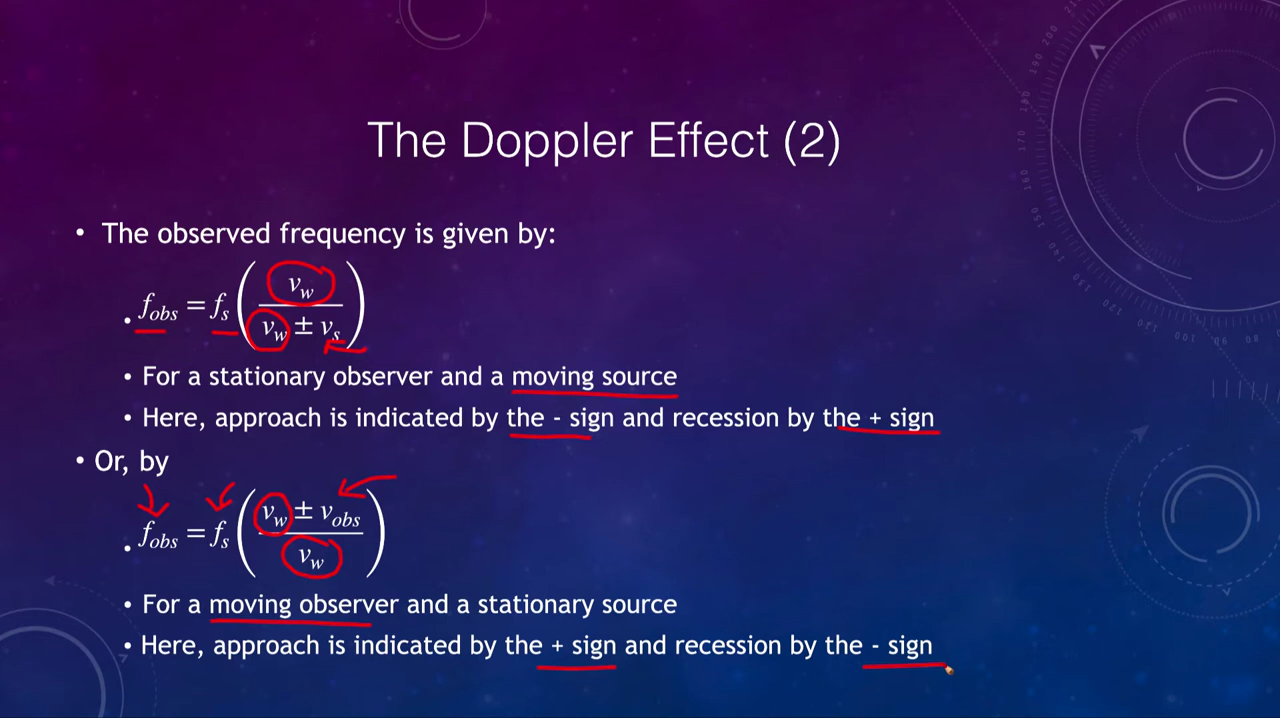 The Doppler Effect (2)
• The observed frequency is given by:
• f_obs = f_s ( v_w / (v_w ± v_s) )
• For a stationary observer and a moving source
• Here, approach is indicated by the - sign and recession by the + sign
• Or, by
• f_obs = f_s ( (v_w ± v_obs) / v_w )
• For a moving observer and a stationary source
• Here, approach is indicated by the + sign and recession by the - sign